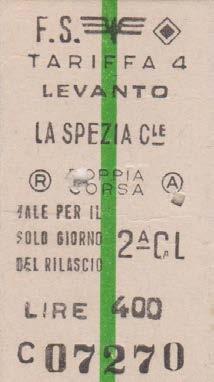 F.S.
TARIFFA 4
LEVANTO
LA SPEZIA CLE
DOPPIA
R CORSA A
VALE PER IL
SOLO GIORNO 2ª CL
DEL RILASCIO
LIRE 400
C 07270